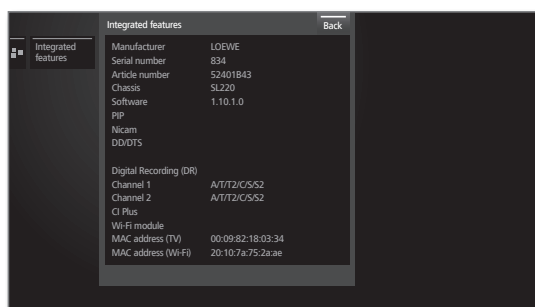 Integrated features
Back
Integrated
features
Manufacturer LOEWE
Serial number 834
Article number 52401B43
Chassis SL220
Software 1.10.1.0
PIP
Nicam
DD/DTS
Digital Recording (DR)
Channel 1 A/T/T2/C/S/S2
Channel 2 A/T/T2/C/S/S2
CI Plus
Wi-Fi module
MAC address (TV) 00:09:82:18:03:34
MAC address (Wi-Fi) 20:10:7a:75:2a:ae